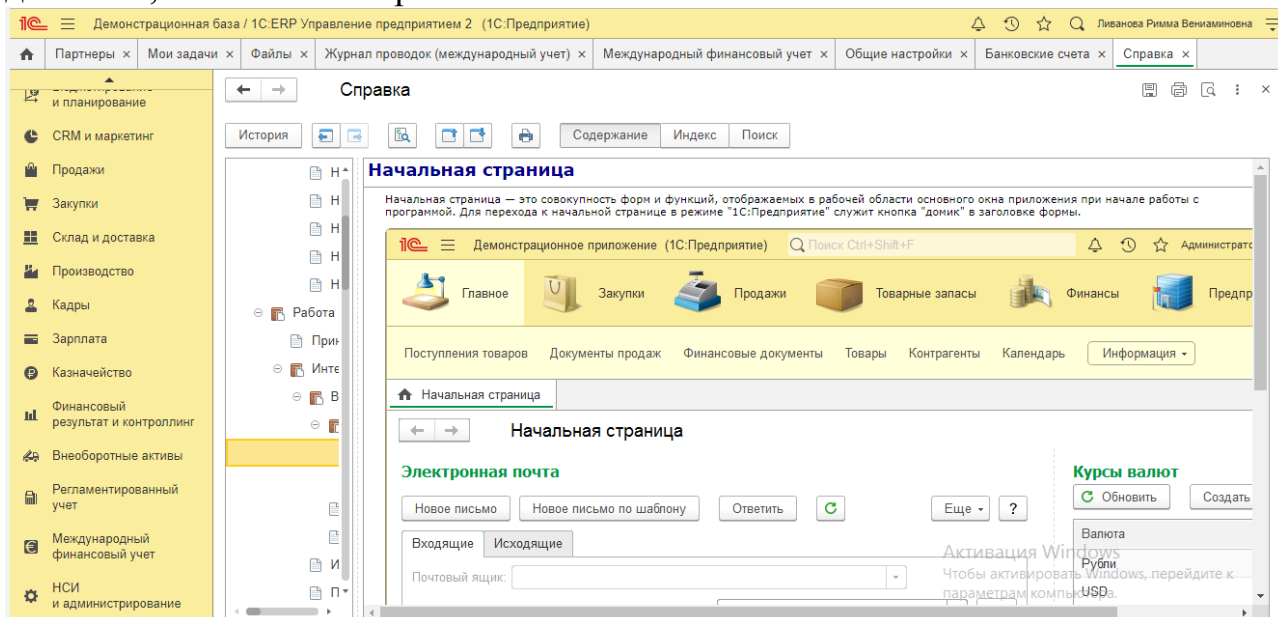 Демонстрационная база / 1С:ERP Управление предприятием 2 (1С:Предприятие)
Ливанова Римма Вениаминовна
Партнеры × Мои задачи × Файлы × Журнал проводок (международный учет) × Международный финансовый учет × Общие настройки × Банковские счета × Справка ×
и планирование
CRM и маркетинг
Продажи
Закупки
Склад и доставка
Производство
Кадры
Зарплата
Казначейство
Финансовый
результат и контроллинг
Внеоборотные активы
Регламентированный
учет
Международный
финансовый учет
НСИ
и администрирование
Справка
История Содержание Индекс Поиск
Н
Н
Н
Н
Н
Работа
Прин
Инте
В
И
П
Начальная страница
Начальная страница — это совокупность форм и функций, отображаемых в рабочей области основного окна приложения при начале работы с
программой. Для перехода к начальной странице в режиме "1С:Предприятие" служит кнопка "домик" в заголовке формы.
Демонстрационное приложение (1С:Предприятие) Поиск Ctrl+Shift+F Администрато
Главное Закупки Продажи Товарные запасы Финансы Предпр
Поступления товаров Документы продаж Финансовые документы Товары Контрагенты Календарь Информация
Начальная страница
Начальная страница
Электронная почта
Новое письмо Новое письмо по шаблону Ответить Еще ?
Входящие Исходящие
Почтовый ящик:
Курсы валют
Обновить Создать
Валюта
Рубли
USD
Активация Windows
Чтобы активировать Windows, перейдите к
параметрам компьютера.